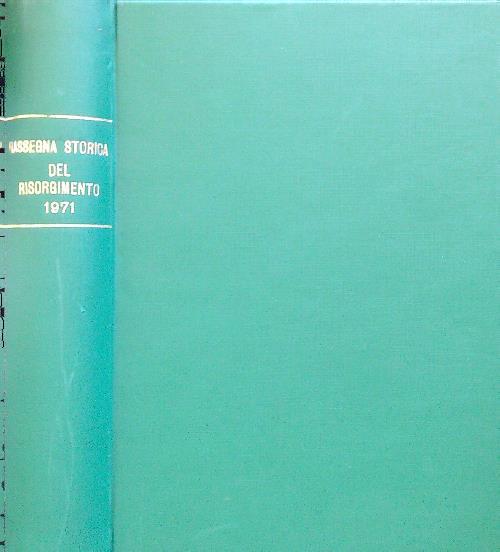 RASSEGNA STORICA
DEL
RISORGIMENTO
1971